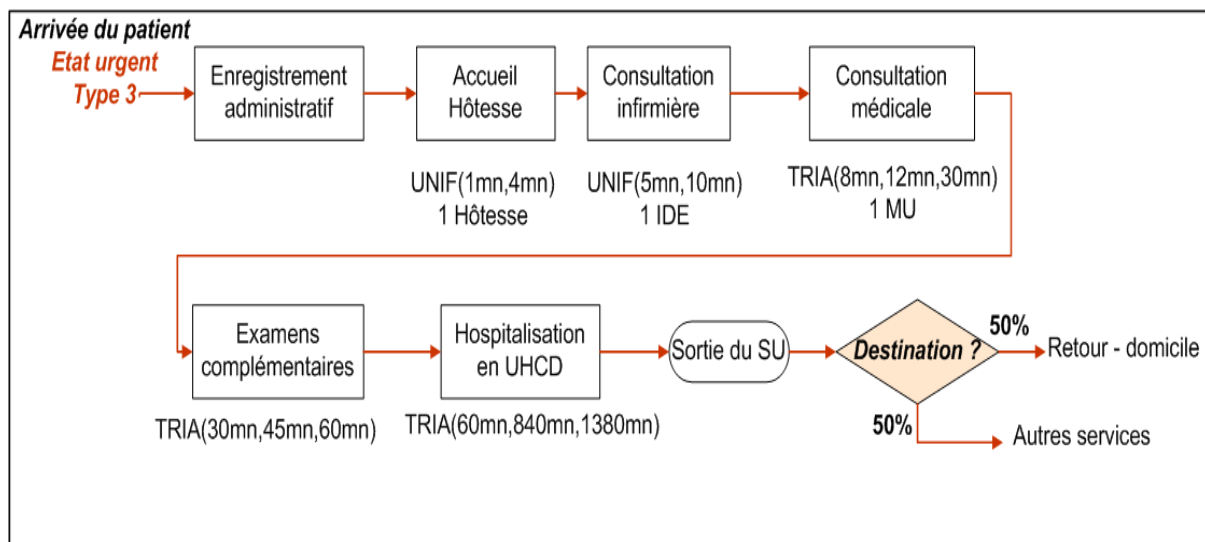 Arrivée du patient
Etat urgent
Type 3
Enregistrement
administratif
Accueil
Hôtesse
Consultation
infirmière
Consultation
médicale
UNIF(1mn,4mn)
1 Hôtesse
UNIF(5mn,10mn)
1 IDE
TRIA(8mn,12mn,30mn)
1 MU
Examens
complémentaires
Hospitalisation
en UHCD
Sortie du SU
Destination ?
50%
Retour - domicile
TRIA(30mn,45mn,60mn)
TRIA(60mn,840mn,1380mn)
50%
Autres services